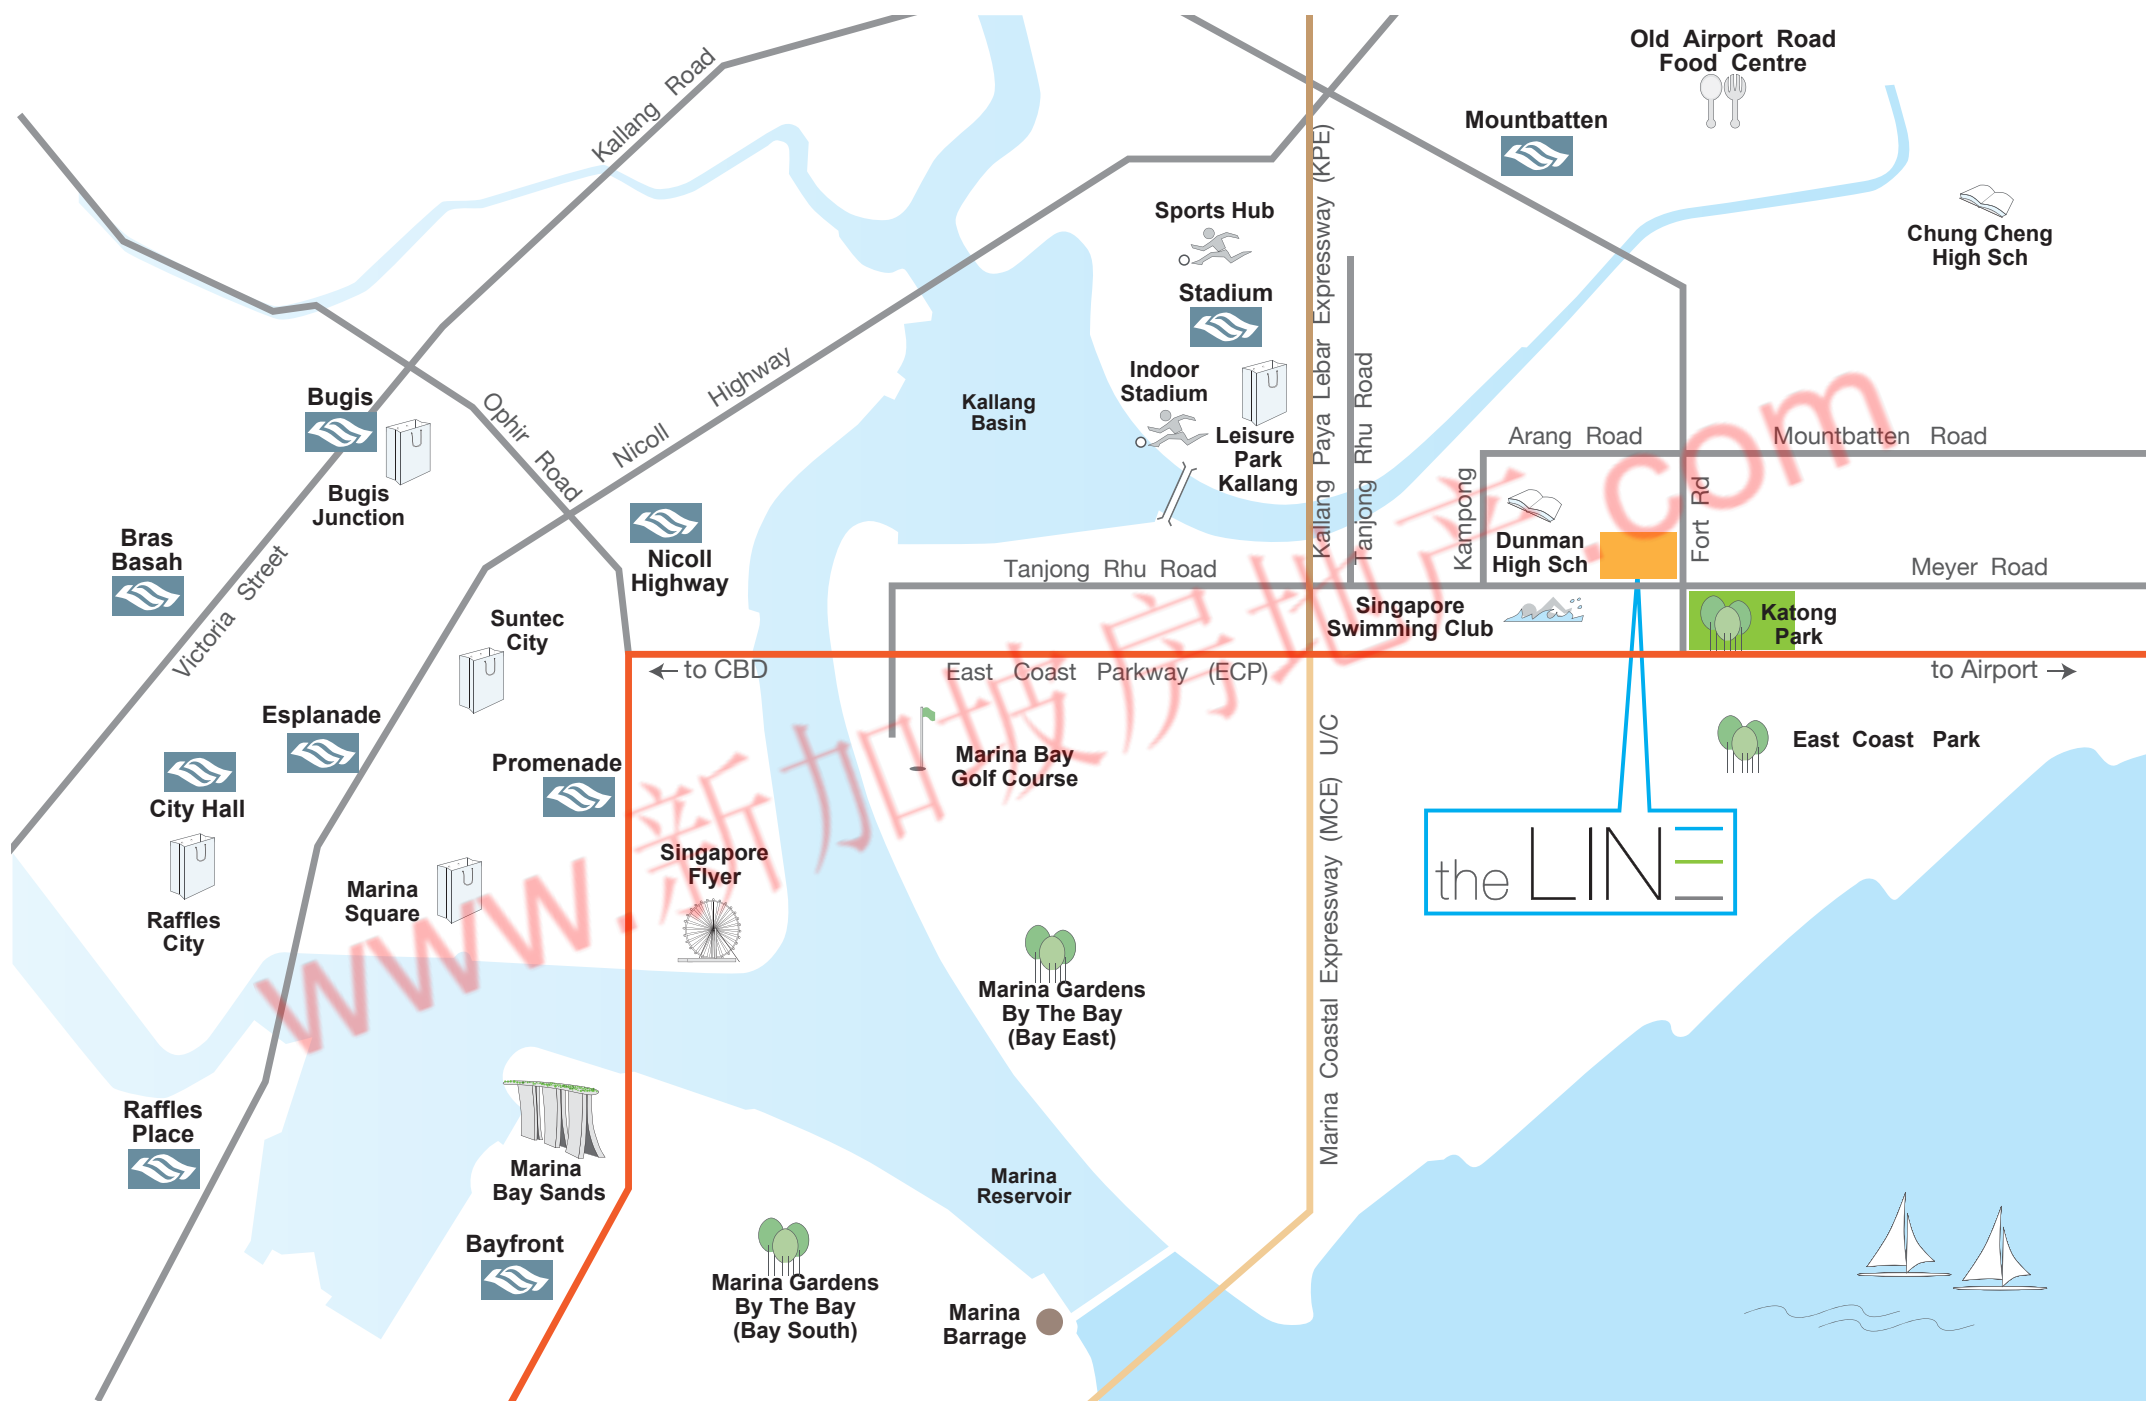 Old Airport Road
Food Centre
Kallang Road
Mountbatten
Kallang Paya Lebar Expressway (KPE)
Sports Hub
Chung Cheng
High Sch
Stadium
Nicoll Highway
Indoor
Stadium
Tanjong Rhu Road
Bugis
Ophir Road
Kallang
Basin
Leisure
Park
Kallang
Arang Road
Mountbatten Road
Kampong
Fort Rd
Bugis
Junction
Bras
Basah
Victoria Street
Nicoll
Highway
Dunman
High Sch
Tanjong Rhu Road
Meyer Road
Suntec
City
Singapore
Swimming Club
Katong
Park
← to CBD
East Coast Parkway (ECP)
to Airport →
Esplanade
Promenade
Marina Bay
Golf Course
East Coast Park
City Hall
Marina Coastal Expressway (MCE) U/C
the LINE
Singapore
Flyer
Marina
Square
Raffles
City
www.新加坡房地产.com
Marina Gardens
By The Bay
(Bay East)
Raffles
Place
Marina
Bay Sands
Marina
Reservoir
Bayfront
Marina Gardens
By The Bay
(Bay South)
Marina
Barrage